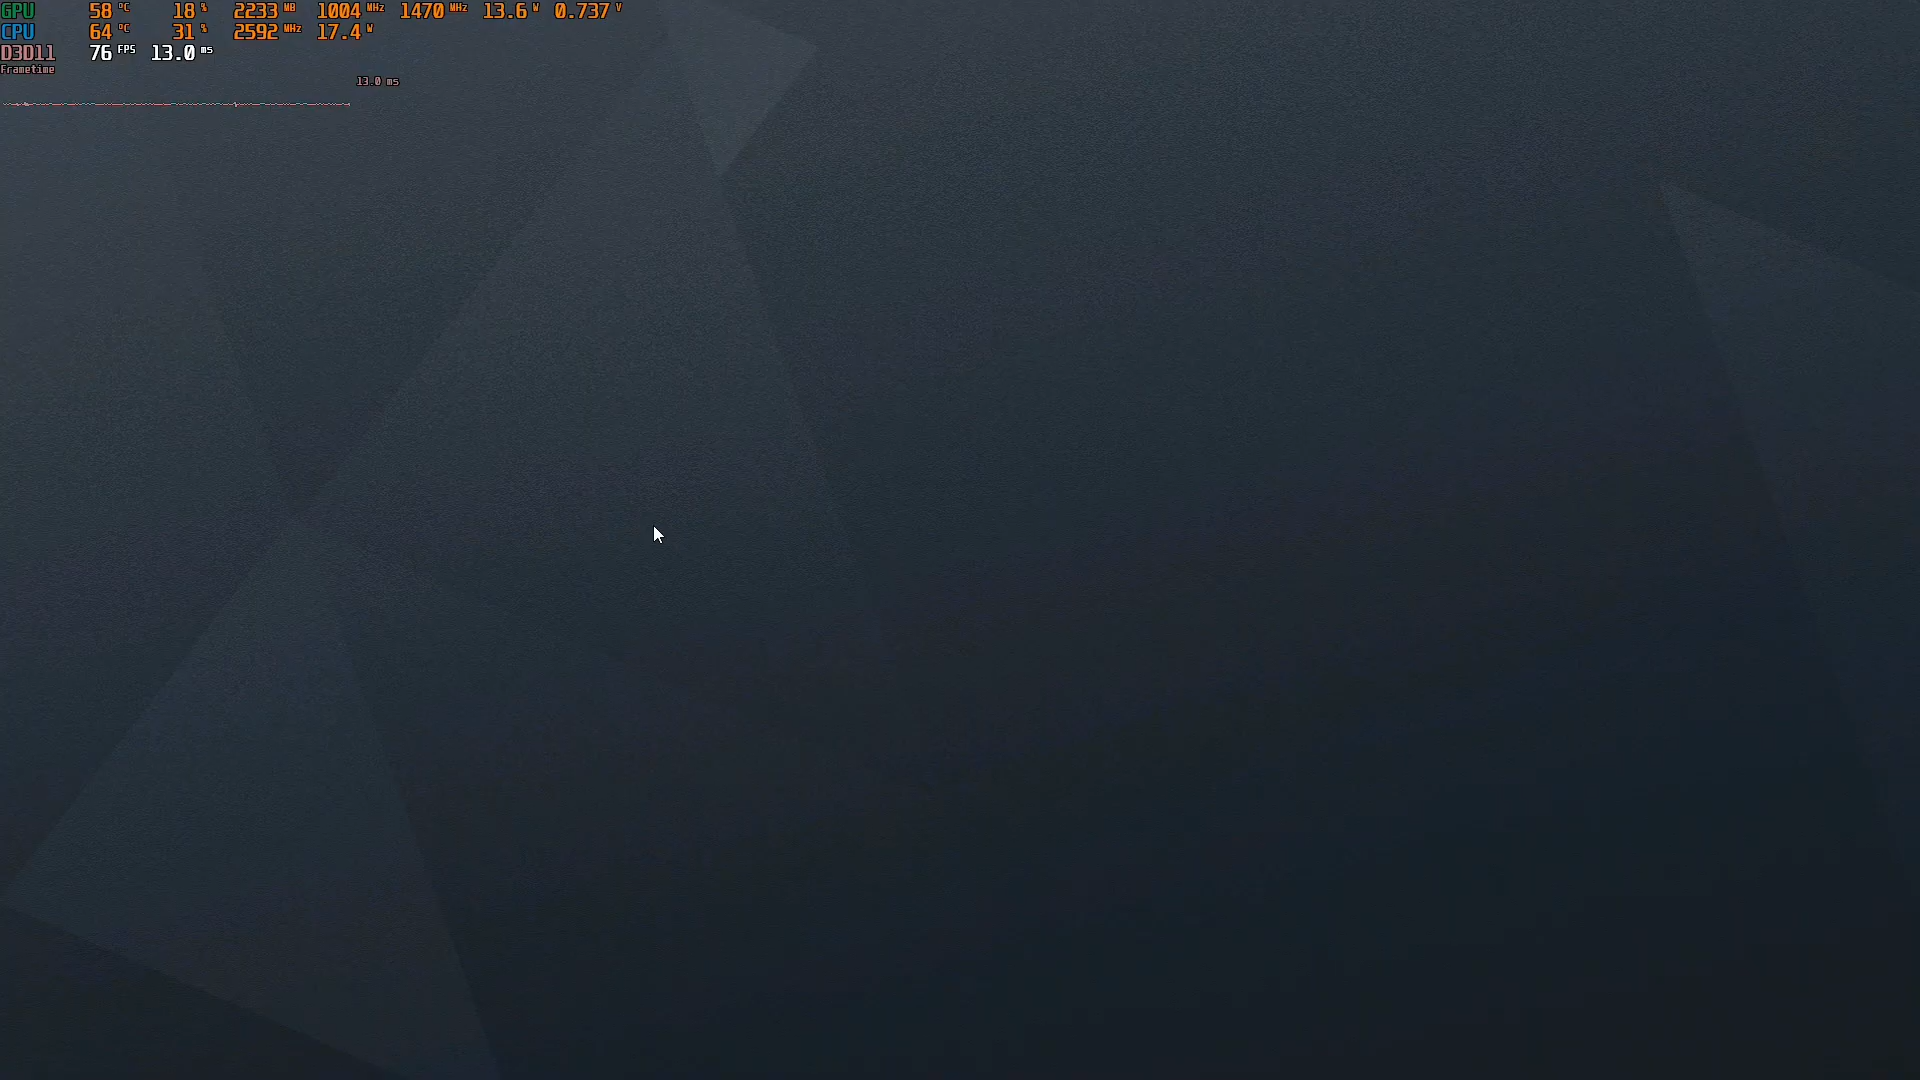 GPU 58 °C 18 % 2233 MB 1004 MHz 1470 MHz 13.6 W 0.737 V
CPU 64 °C 31 % 2592 MHz 17.4 W
D3D11 76 FPS 13.0 ms
Frametime
13.0 ms